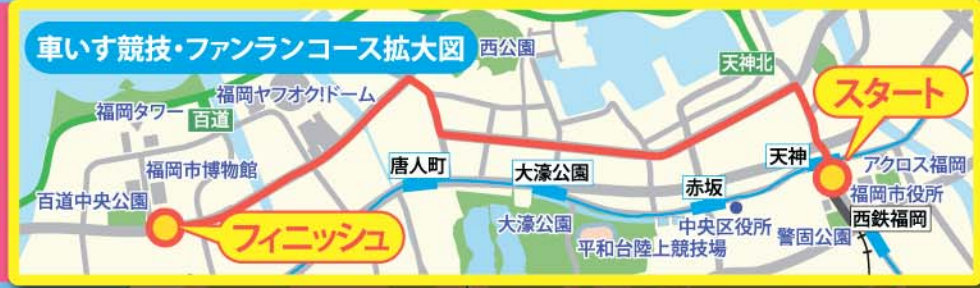 車いす競技・ファンランコース拡大図
西公園
天神北
スタート
福岡タワー
百道
福岡ヤフオク!ドーム
福岡市博物館
唐人町
大濠公園
天神
アクロス福岡
百道中央公園
赤坂
福岡市役所
フィニッシュ
大濠公園
中央区役所
西鉄福岡
平和台陸上競技場
警固公園